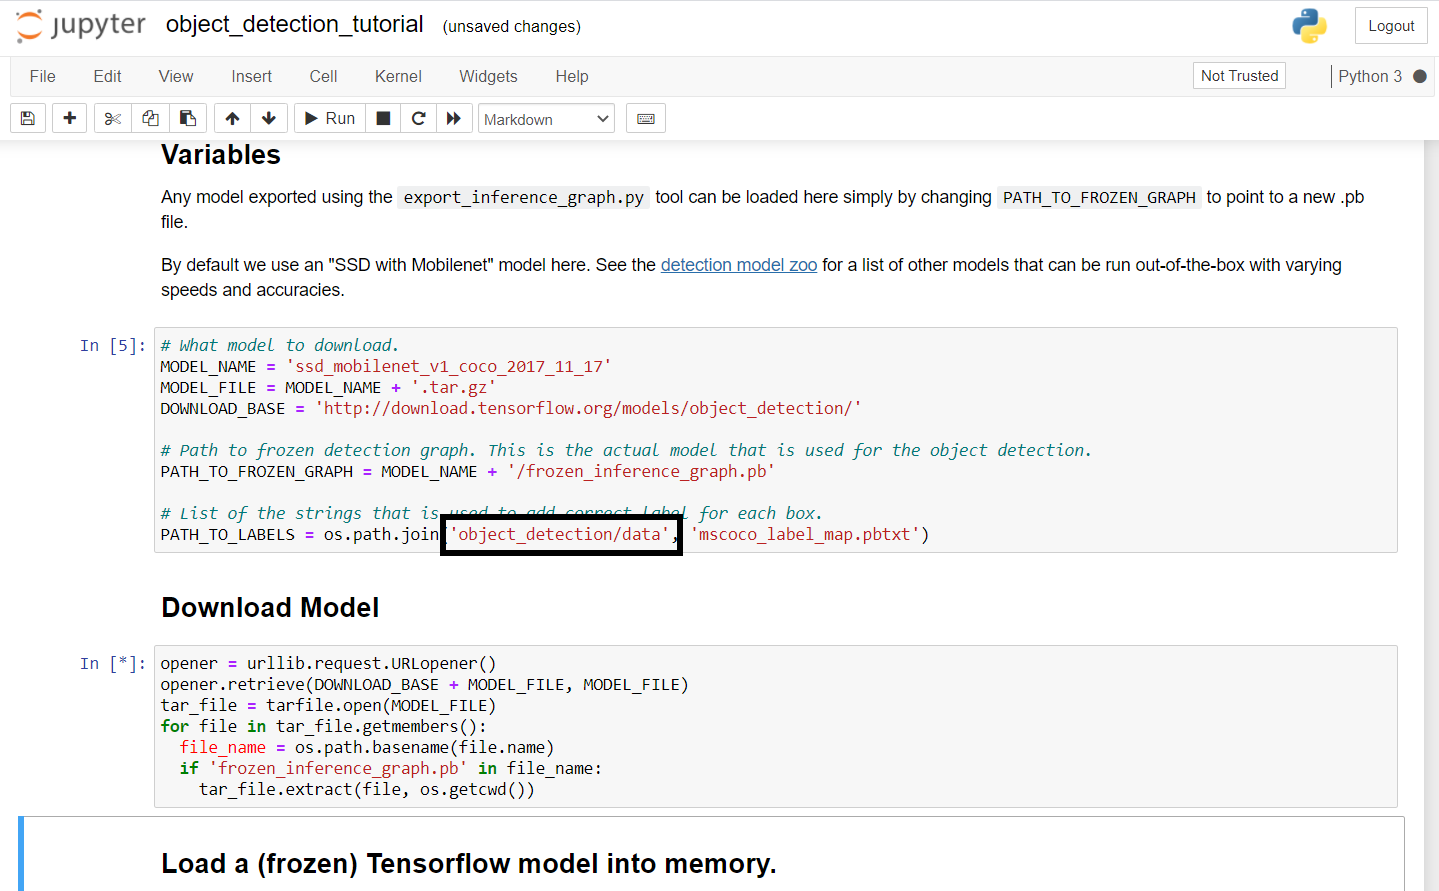 jupyter object_detection_tutorial (unsaved changes) Logout
File Edit View Insert Cell Kernel Widgets Help Not Trusted Python 3
Run Markdown
Variables
Any model exported using the export_inference_graph.py tool can be loaded here simply by changing PATH_TO_FROZEN_GRAPH to point to a new .pb
file.
By default we use an "SSD with Mobilenet" model here. See the detection model zoo for a list of other models that can be run out-of-the-box with varying
speeds and accuracies.
In [5]: # What model to download.
MODEL_NAME = 'ssd_mobilenet_v1_coco_2017_11_17'
MODEL_FILE = MODEL_NAME + '.tar.gz'
DOWNLOAD_BASE = 'http://download.tensorflow.org/models/object_detection/'
# Path to frozen detection graph. This is the actual model that is used for the object detection.
PATH_TO_FROZEN_GRAPH = MODEL_NAME + '/frozen_inference_graph.pb'
# List of the strings that is used to add correct label for each box.
PATH_TO_LABELS = os.path.join('object_detection/data', 'mscoco_label_map.pbtxt')
Download Model
In [*]: opener = urllib.request.URLopener()
opener.retrieve(DOWNLOAD_BASE + MODEL_FILE, MODEL_FILE)
tar_file = tarfile.open(MODEL_FILE)
for file in tar_file.getmembers():
file_name = os.path.basename(file.name)
if 'frozen_inference_graph.pb' in file_name:
tar_file.extract(file, os.getcwd())
Load a (frozen) Tensorflow model into memory.